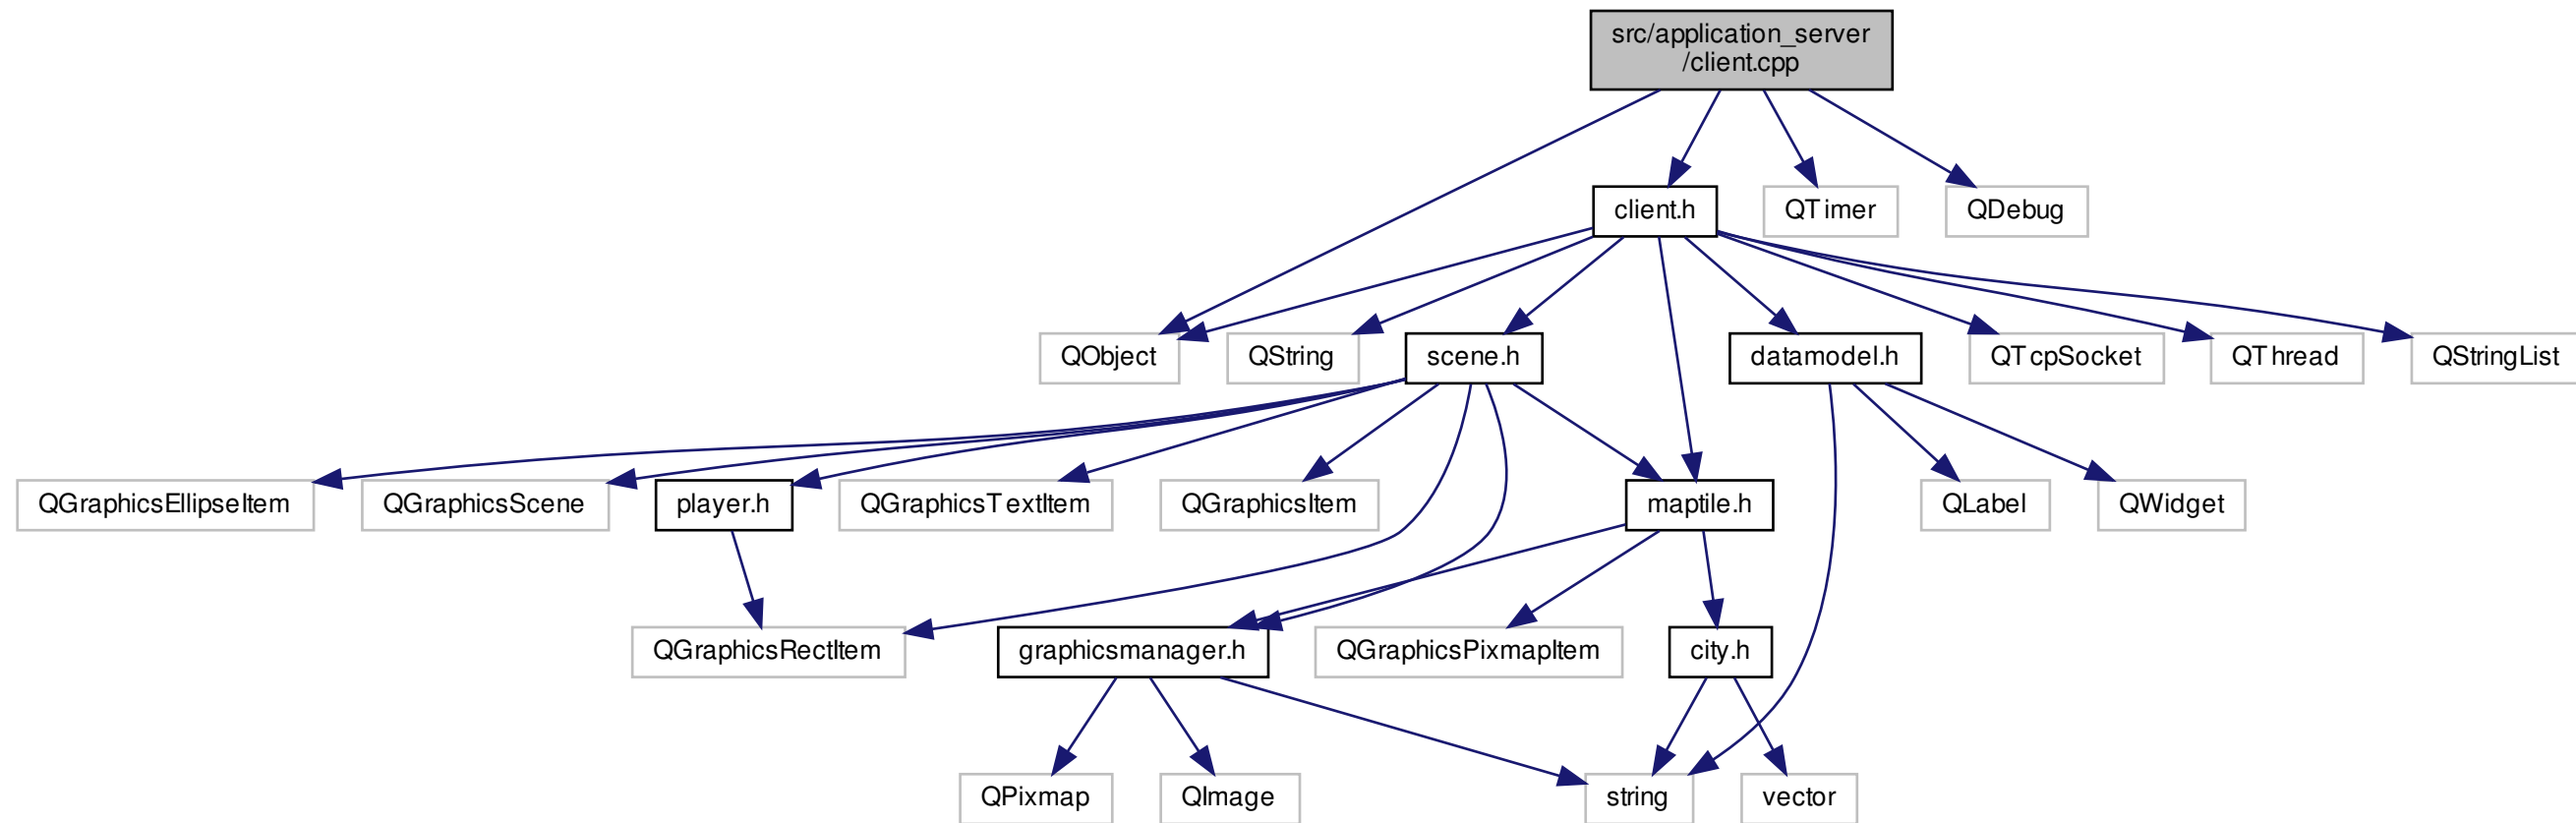 src/application_server
/client.cpp
client.h
QTimer
QDebug
QObject
QString
scene.h
datamodel.h
QTcpSocket
QThread
QStringList
QGraphicsEllipseItem
QGraphicsScene
player.h
QGraphicsTextItem
QGraphicsItem
maptile.h
QLabel
QWidget
QGraphicsRectItem
graphicsmanager.h
QGraphicsPixmapItem
city.h
QPixmap
QImage
string
vector